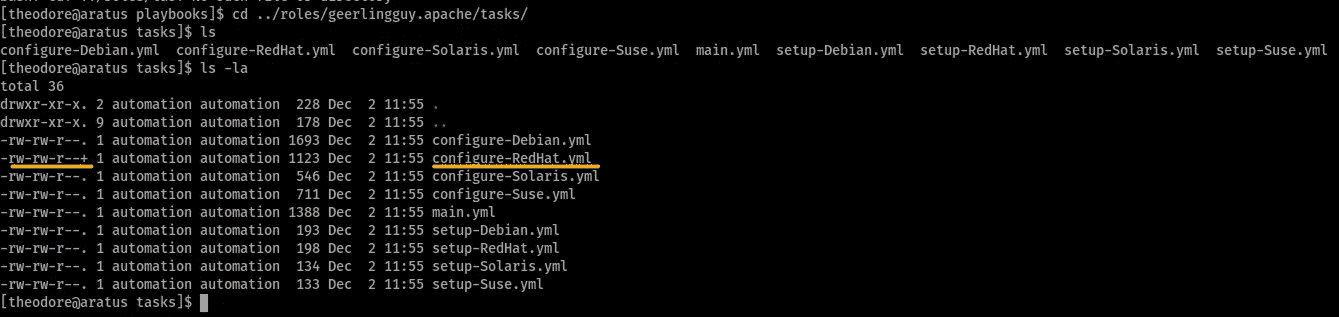 [theodore@aratus playbooks]$ cd ../roles/geerlingguy.apache/tasks/
[theodore@aratus tasks]$ ls
configure-Debian.yml  configure-RedHat.yml  configure-Solaris.yml  configure-Suse.yml  main.yml  setup-Debian.yml  setup-RedHat.yml  setup-Solaris.yml  setup-Suse.yml
[theodore@aratus tasks]$ ls -la
total 36
drwxr-xr-x. 2 automation automation  228 Dec  2 11:55 .
drwxr-xr-x. 9 automation automation  178 Dec  2 11:55 ..
-rw-rw-r--. 1 automation automation 1693 Dec  2 11:55 configure-Debian.yml
-rw-rw-r--+ 1 automation automation 1123 Dec  2 11:55 configure-RedHat.yml
-rw-rw-r--. 1 automation automation  546 Dec  2 11:55 configure-Solaris.yml
-rw-rw-r--. 1 automation automation  711 Dec  2 11:55 configure-Suse.yml
-rw-rw-r--. 1 automation automation 1388 Dec  2 11:55 main.yml
-rw-rw-r--. 1 automation automation  193 Dec  2 11:55 setup-Debian.yml
-rw-rw-r--. 1 automation automation  198 Dec  2 11:55 setup-RedHat.yml
-rw-rw-r--. 1 automation automation  134 Dec  2 11:55 setup-Solaris.yml
-rw-rw-r--. 1 automation automation  133 Dec  2 11:55 setup-Suse.yml
[theodore@aratus tasks]$